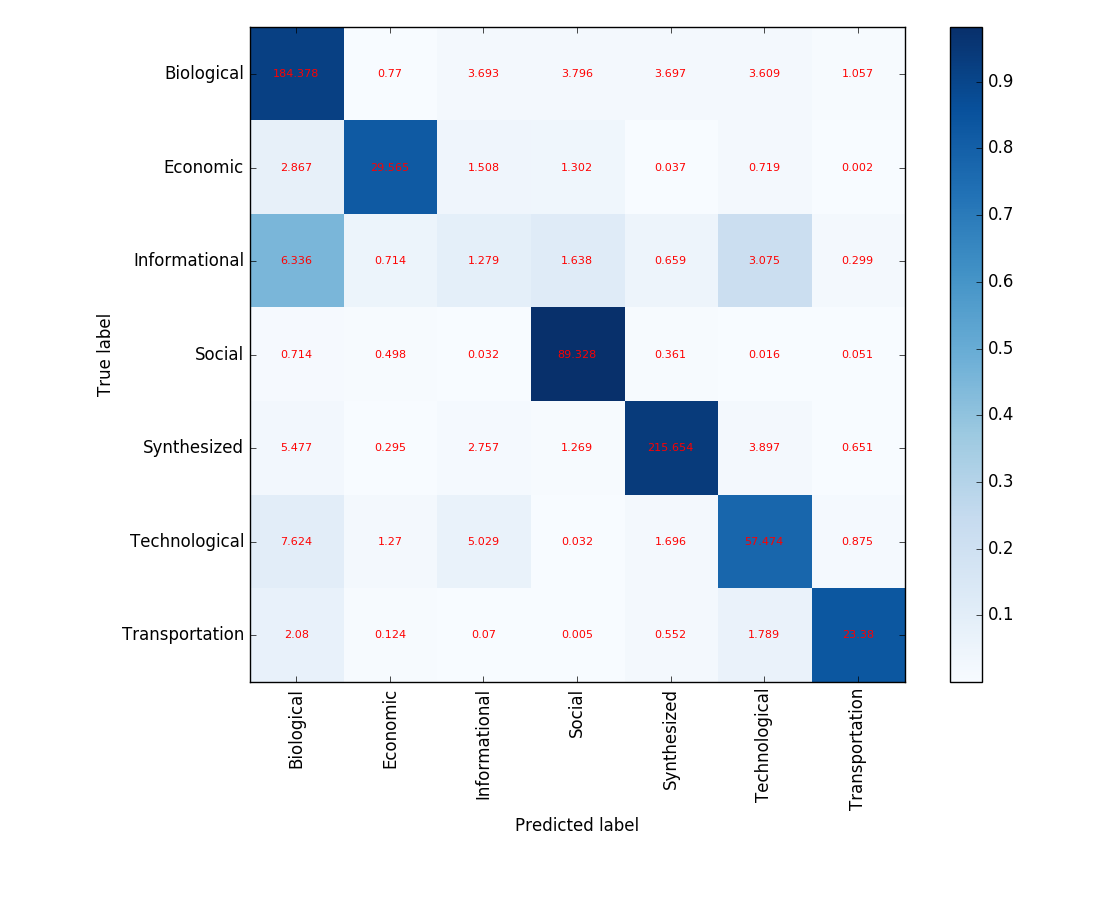 Biological 184.378 0.77 3.693 3.796 3.697 3.609 1.057
Economic 2.867 1.508 1.302 0.037 0.719 0.002
Informational 6.336 0.714 1.279 1.638 0.659 3.075 0.299
Social 0.714 0.498 0.032 89.328 0.361 0.016 0.051
Synthesized 5.477 0.295 2.757 1.269 215.654 3.897 0.651
Technological 7.624 1.27 5.029 0.032 1.696 57.474 0.875
Transportation 2.08 0.124 0.07 0.005 0.552 1.789
True label
Biological
Economic
Informational
Social
Synthesized
Technological
Transportation
Predicted label
0.9
0.8
0.7
0.6
0.5
0.4
0.3
0.2
0.1